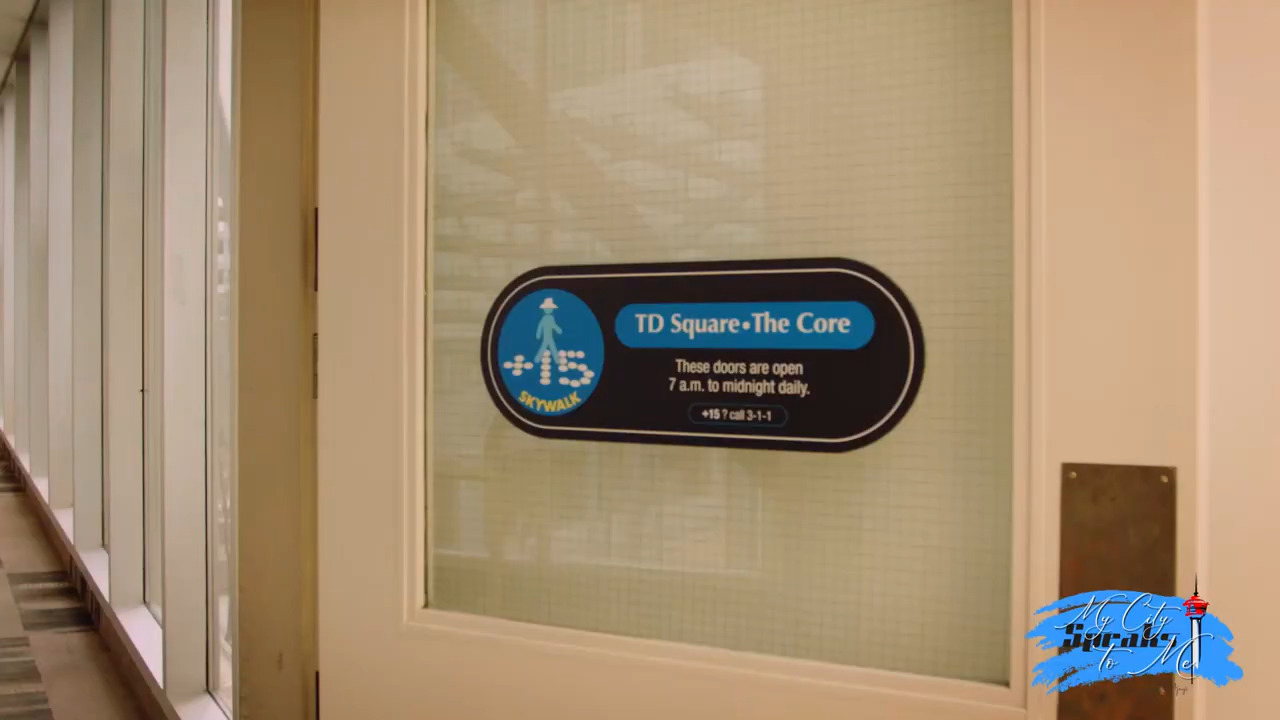 +15
SKYWALK
TD Square•The Core
These doors are open
7 a.m. to midnight daily.
+15 ? call 3-1-1
My City
Speaks
to Me